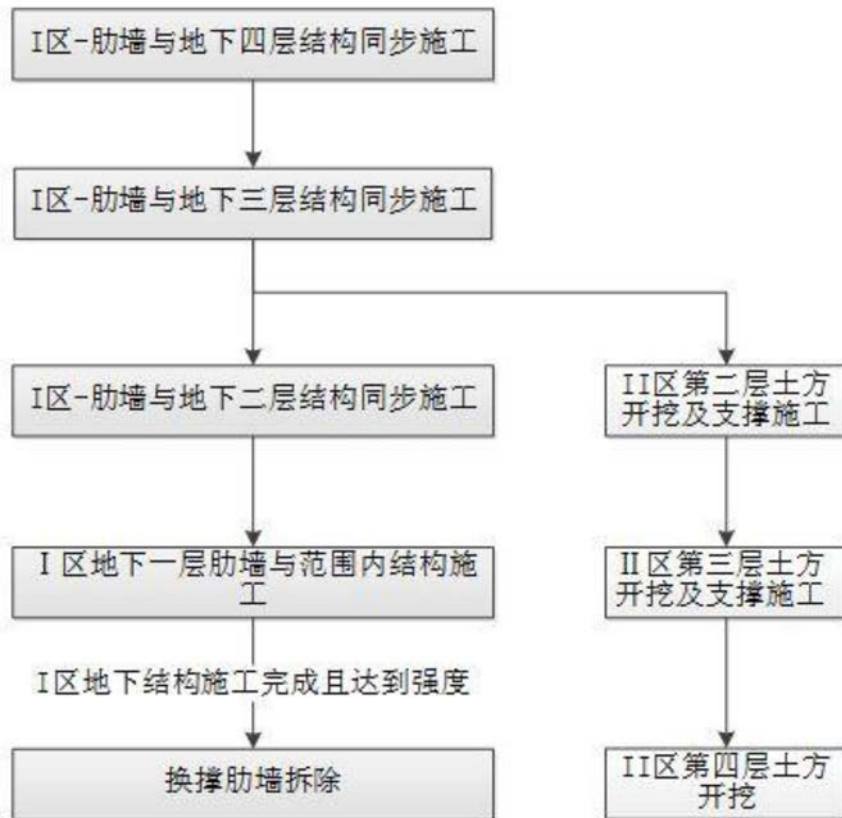 I区-肋墙与地下四层结构同步施工
I区-肋墙与地下三层结构同步施工
I区-肋墙与地下二层结构同步施工
II区第二层土方
开挖及支撑施工
I 区地下一层肋墙与范围内结构施
工
II区第三层土方
开挖及支撑施工
I区地下结构施工完成且达到强度
换撑肋墙拆除
II区第四层土方
开挖